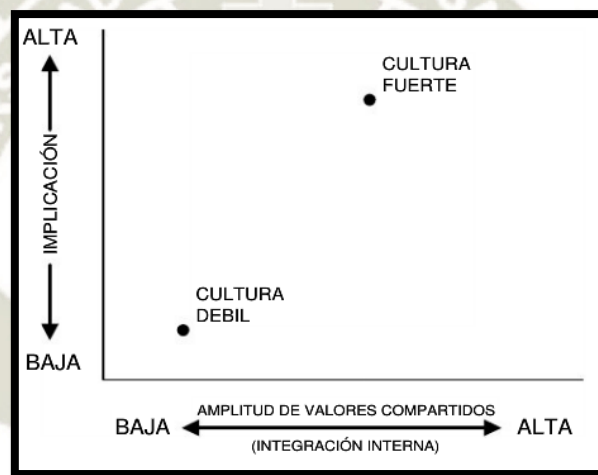 ALTA
CULTURA
FUERTE
IMPLICACIÓN
CULTURA
DEBIL
BAJA
AMPLITUD DE VALORES COMPARTIDOS
BAJA ALTA
(INTEGRACIÓN INTERNA)